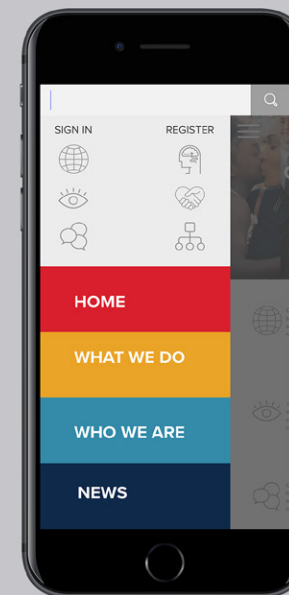 SIGN IN
REGISTER
HOME
WHAT WE DO
WHO WE ARE
NEWS